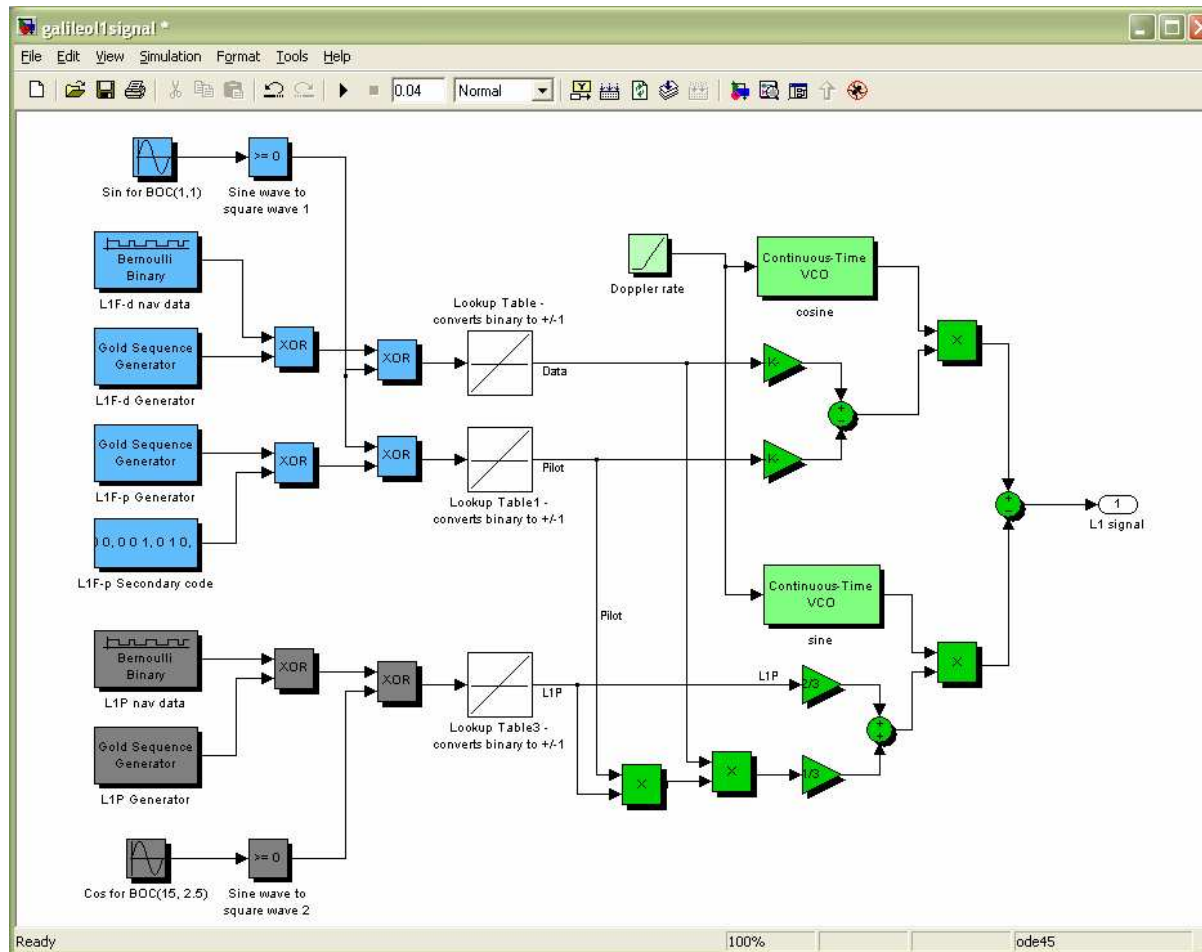 galileol1signal *
File Edit View Simulation Format Tools Help
0.04 Normal
>= 0
Sin for BOC(1,1)
Sine wave to
square wave 1
Bernoulli
Binary
L1F-d nav data
Gold Sequence
Generator
L1F-d Generator
XOR
XOR
Lookup Table -
converts binary to +/-1
Data
Doppler rate
Continuous-Time
VCO
cosine
X
-K-
+
-
Gold Sequence
Generator
L1F-p Generator
XOR
XOR
Pilot
Lookup Table1 -
converts binary to +/-1
-K-
0 0, 0 0 1, 0 1 0,
L1F-p Secondary code
+
-
1
L1 signal
Continuous-Time
VCO
sine
Pilot
X
Bernoulli
Binary
L1P nav data
XOR
XOR
L1P
L1P
2/3
Lookup Table3 -
converts binary to +/-1
+
+
Gold Sequence
Generator
L1P Generator
X
X
1/3
>= 0
Cos for BOC(15, 2.5)
Sine wave to
square wave 2
Ready 100% ode45